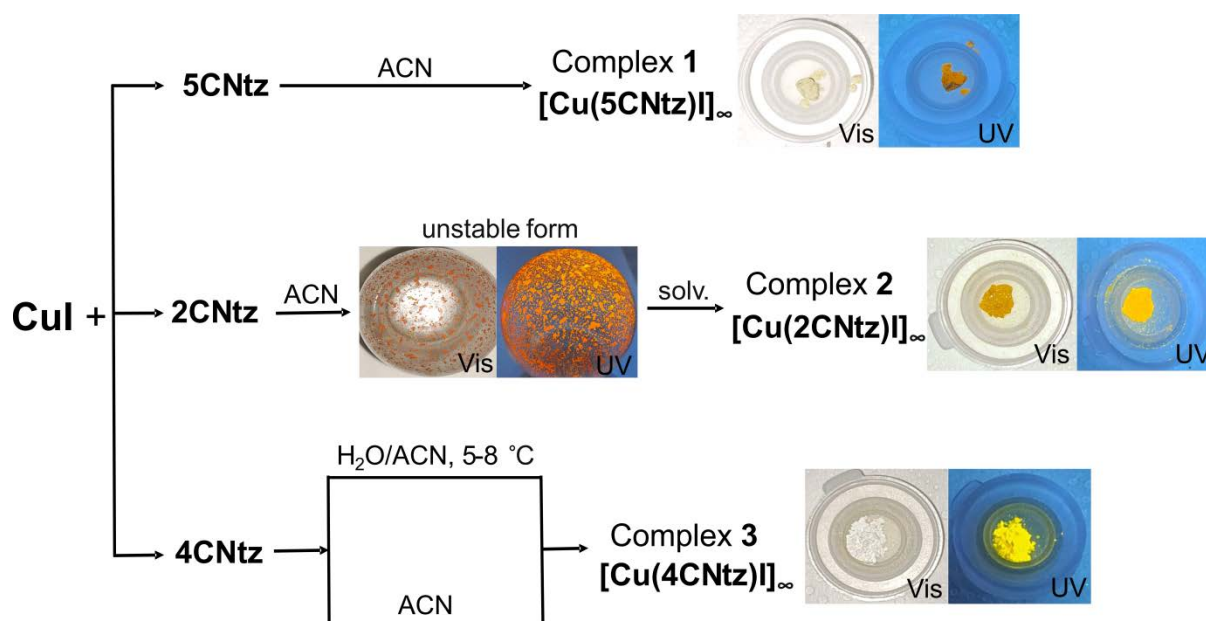 5CNtz
ACN
Complex 1
[Cu(5CNtz)I]∞
Vis
UV
unstable form
CuI +
2CNtz
ACN
Vis
UV
solv.
Complex 2
[Cu(2CNtz)I]∞
Vis
UV
H₂O/ACN, 5-8 °C
4CNtz
ACN
Complex 3
[Cu(4CNtz)I]∞
Vis
UV